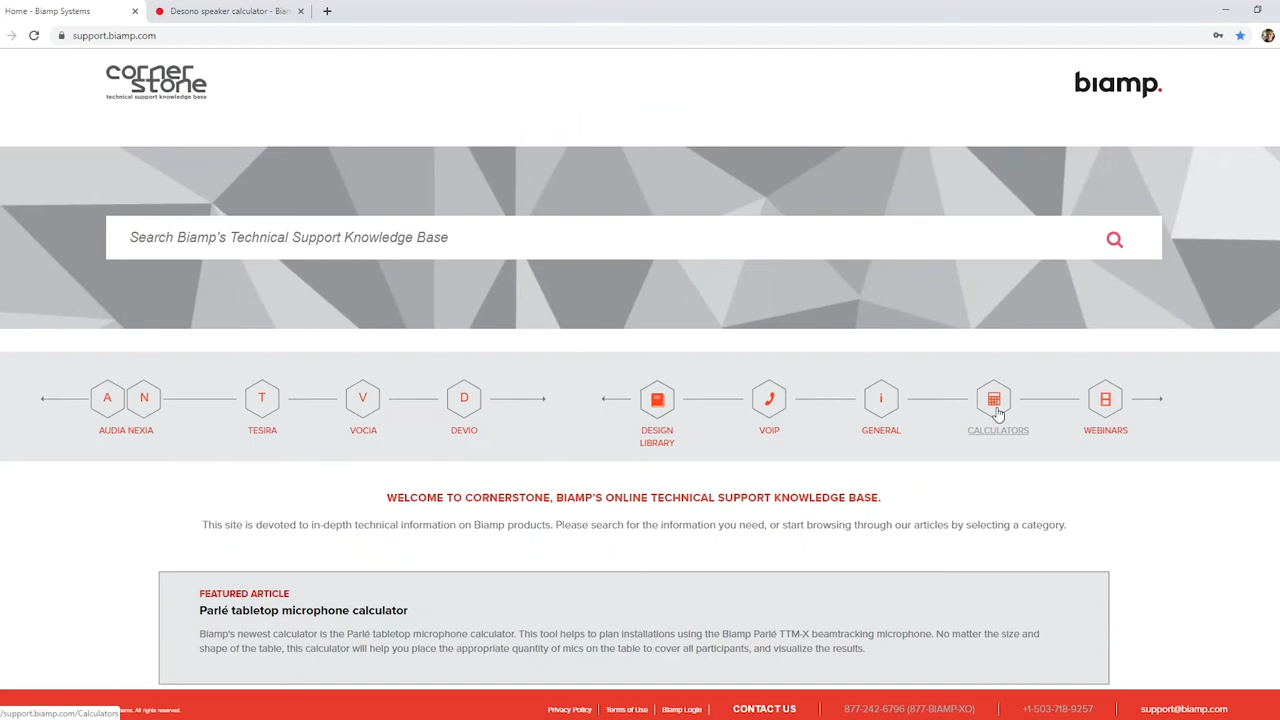 Home - Biamp Systems
Desono speaker calculator - Biam
support.biamp.com
corner
stone
technical support knowledge base
biamp.
Search Biamp's Technical Support Knowledge Base
A N T V D i
AUDIA NEXIA TESIRA VOCIA DEVIO DESIGN LIBRARY VOIP GENERAL CALCULATORS WEBINARS
WELCOME TO CORNERSTONE, BIAMP'S ONLINE TECHNICAL SUPPORT KNOWLEDGE BASE.
This site is devoted to in-depth technical information on Biamp products. Please search for the information you need, or start browsing through our articles by selecting a category.
FEATURED ARTICLE
Parlé tabletop microphone calculator
Biamp's newest calculator is the Parlé tabletop microphone calculator. This tool helps to plan installations using the Biamp Parlé TTM-X beamtracking microphone. No matter the size and
shape of the table, this calculator will help you place the appropriate quantity of mics on the table to cover all participants, and visualize the results.
/support.biamp.com/Calculators
All rights reserved. Privacy Policy | Terms of Use | Biamp Login | CONTACT US | 877-242-6796 (877-BIAMP-XO) | +1-503-718-9257 | support@biamp.com